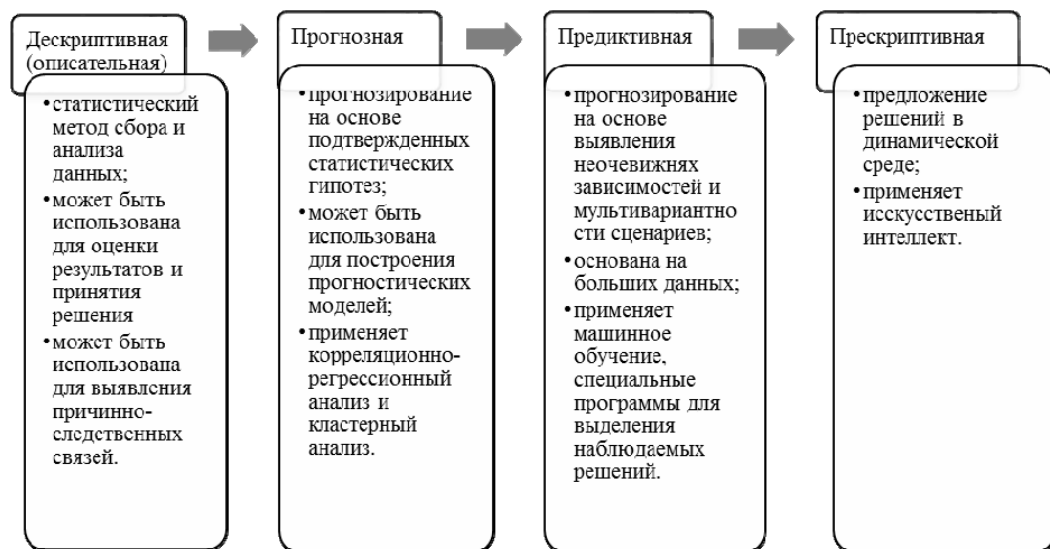 Дескриптивная
(описательная)
•статистический
метод сбора и
анализа
данных;
•может быть
использована
для оценки
результатов и
принятия
решения
•может быть
использована
для выявления
причинно-
следственных
связей.
Прогнозная
•прогнозирование
на основе
подтвержденных
статистических
гипотез;
•может быть
использована
для построения
прогностических
моделей;
•применяет
корреляционно-
регрессионный
анализ и
кластерный
анализ.
Предиктивная
•прогнозирование
на основе
выявления
неочевижнях
зависимостей и
мультивариантно
сти сценариев;
•основана на
больших данных;
•применяет
машинное
обучение,
специальные
программы для
выделения
наблюдаемых
решений.
Прескриптивная
•предложение
решений в
динамической
среде;
•применяет
исскусственый
интеллект.